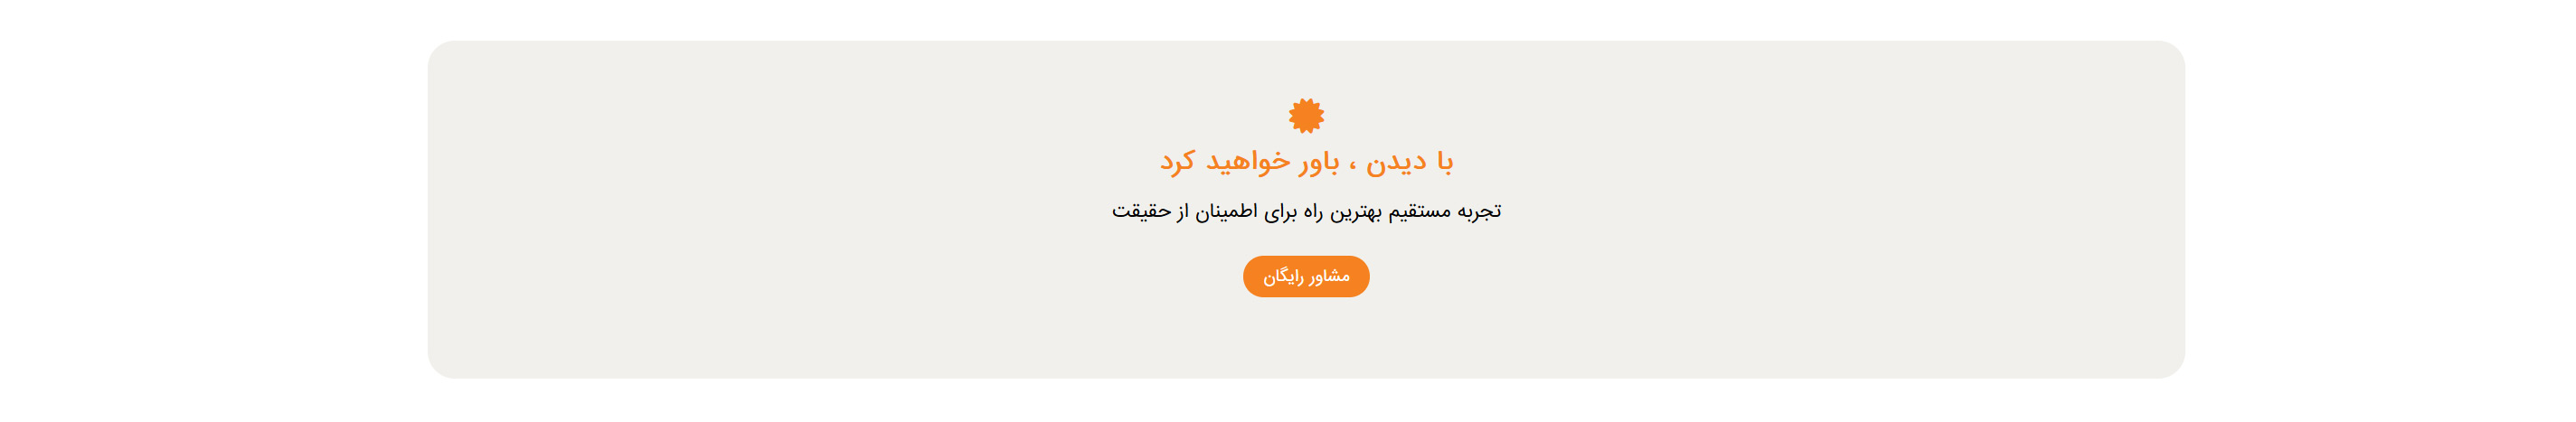 با دیدن ، باور خواهید کرد
تجربه مستقیم بهترین راه برای اطمینان از حقیقت
مشاور رایگان